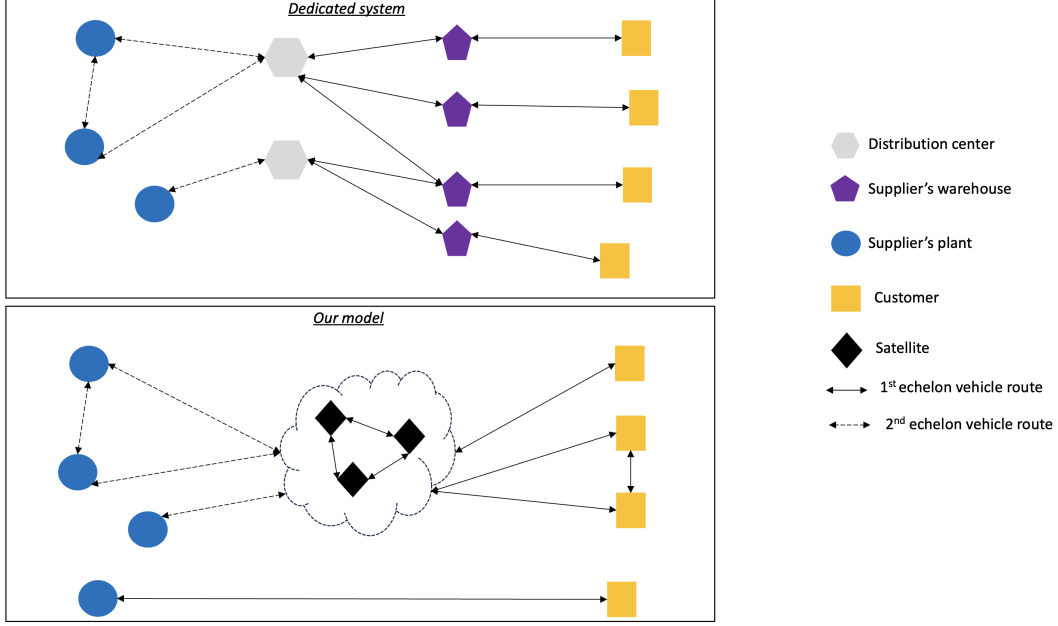 Dedicated system
Our model
Distribution center
Supplier’s warehouse
Supplier’s plant
Customer
Satellite
1st echelon vehicle route
2nd echelon vehicle route